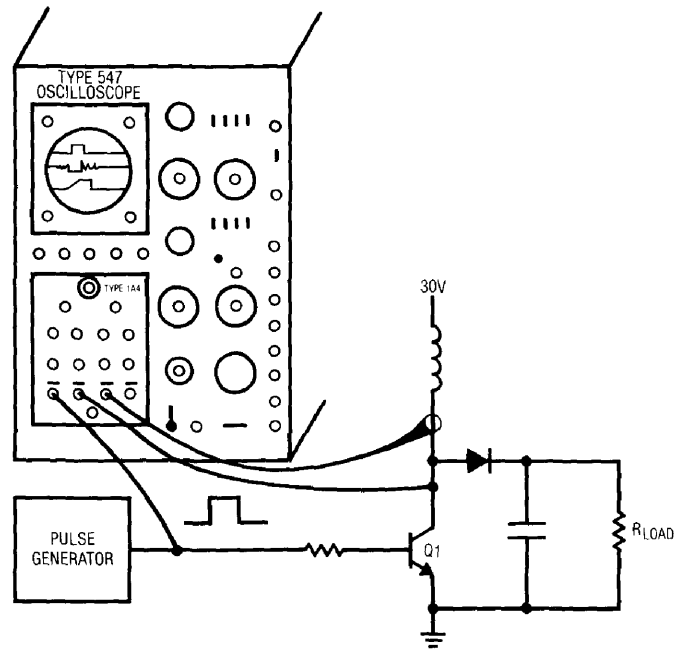 TYPE 547
OSCILLOSCOPE
TYPE 1A4
30V
PULSE
GENERATOR
Q1
RLOAD